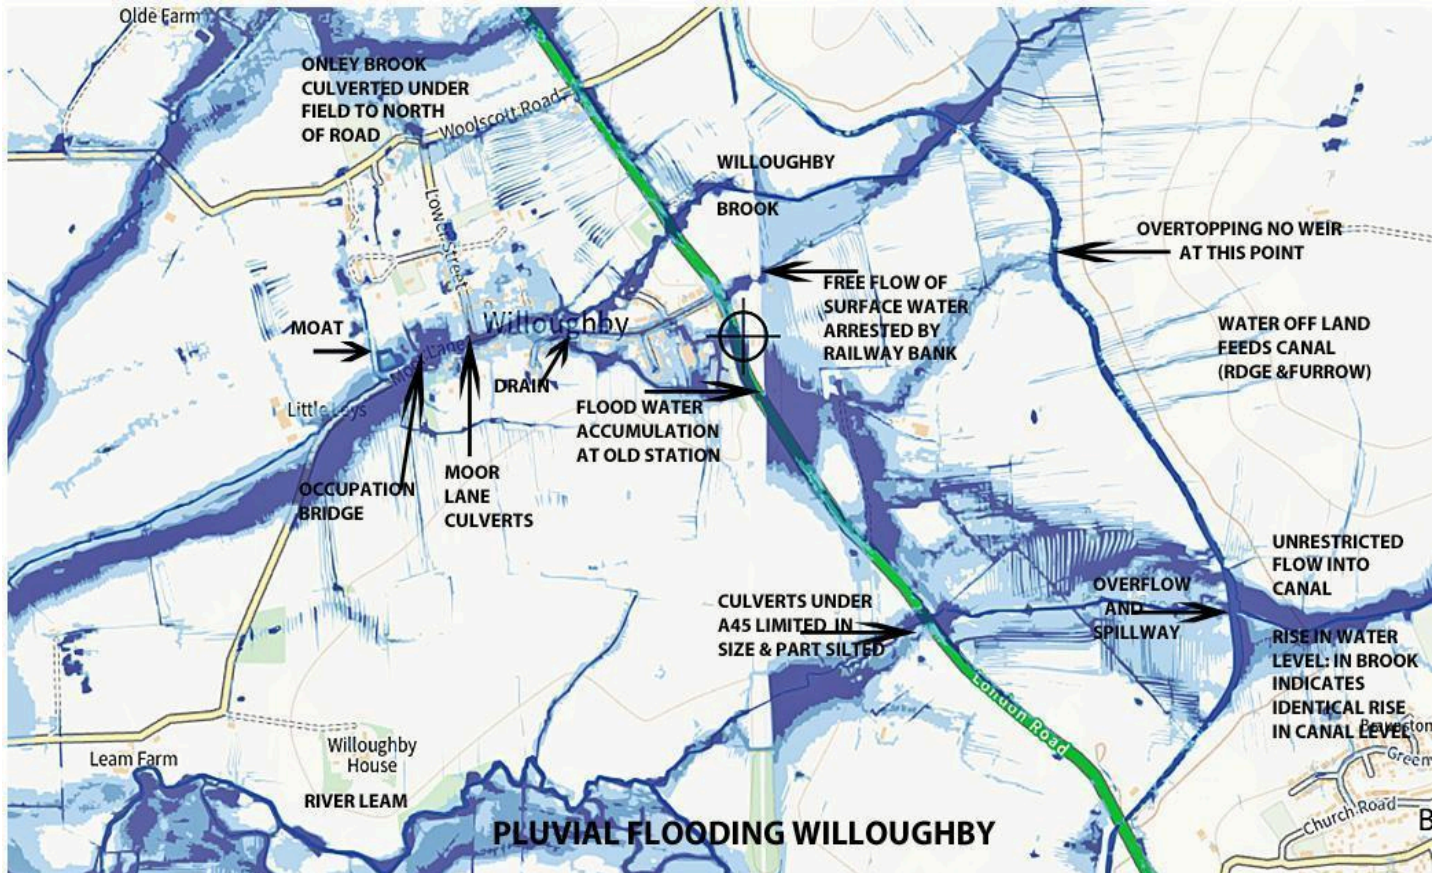 Olde Farm
ONLEY BROOK
CULVERTED UNDER
FIELD TO NORTH
OF ROAD
Woolscott Road
WILLOUGHBY
BROOK
Lower Street
OVERTOPPING NO WEIR
AT THIS POINT
FREE FLOW OF
SURFACE WATER
ARRESTED BY
RAILWAY BANK
WATER OFF LAND
FEEDS CANAL
(RDGE &FURROW)
MOAT
Willoughby
Moor Lane
DRAIN
Little Leys
FLOOD WATER
ACCUMULATION
AT OLD STATION
OCCUPATION
BRIDGE
MOOR
LANE
CULVERTS
UNRESTRICTED
FLOW INTO
CANAL
OVERFLOW
AND
SPILLWAY
CULVERTS UNDER
A45 LIMITED IN
SIZE & PART SILTED
RISE IN WATER
LEVEL: IN BROOK
INDICATES
IDENTICAL RISE
IN CANAL LEVEL
London Road
Green
Church Road
B
Leam Farm
Willoughby
House
RIVER LEAM
PLUVIAL FLOODING WILLOUGHBY